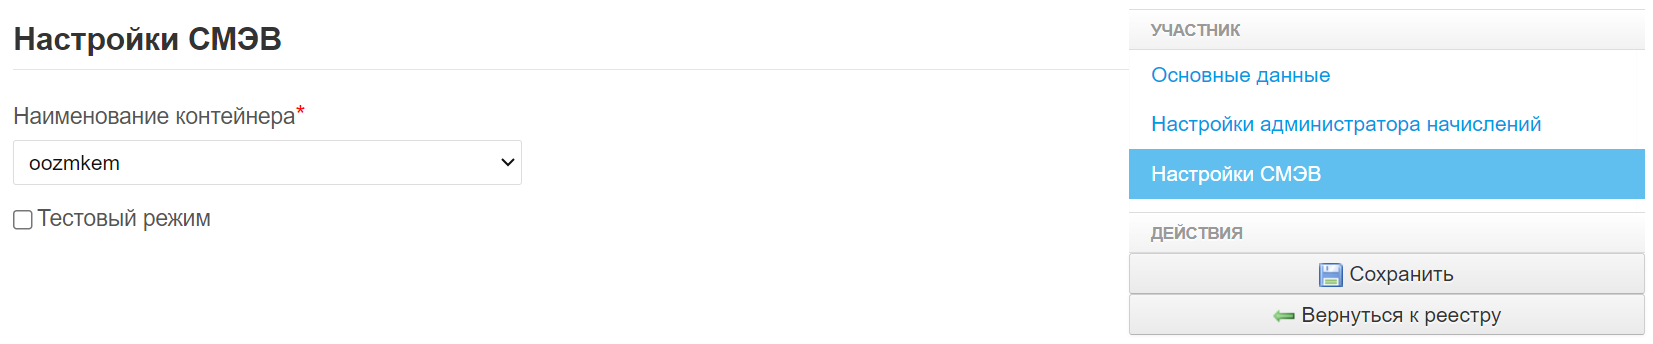 Настройки СМЭВ
Наименование контейнера*
oozmkem
Тестовый режим
УЧАСТНИК
Основные данные
Настройки администратора начислений
Настройки СМЭВ
ДЕЙСТВИЯ
Сохранить
Вернуться к реестру